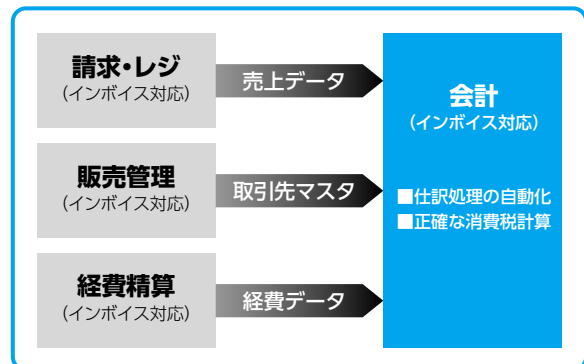 請求・レジ
(インボイス対応)
売上データ
販売管理
(インボイス対応)
取引先マスタ
経費精算
(インボイス対応)
経費データ
会計
(インボイス対応)
■仕訳処理の自動化
■正確な消費税計算